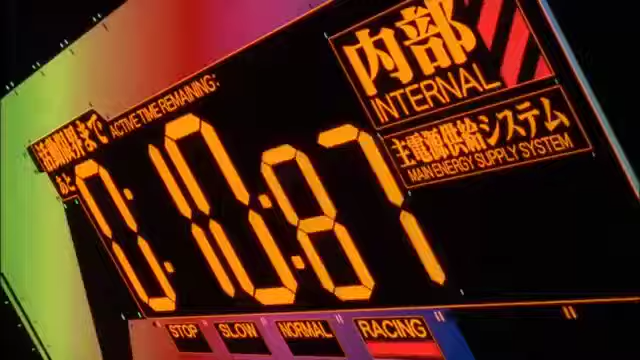 活動限界まで
あと
ACTIVE TIME REMAINING:
0:10:87
内部
INTERNAL
主電源供給システム
MAIN ENERGY SUPPLY SYSTEM
STOP
SLOW
NORMAL
RACING